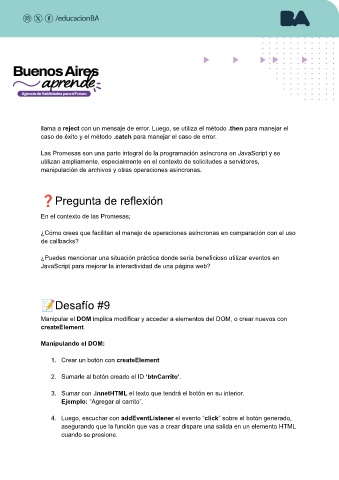 /educacionBA
BA
Buenos Aires
aprende
Agencia de Habilidades para el Futuro
llama a reject con un mensaje de error. Luego, se utiliza el método .then para manejar el
caso de éxito y el método .catch para manejar el caso de error.
Las Promesas son una parte integral de la programación asíncrona en JavaScript y se
utilizan ampliamente, especialmente en el contexto de solicitudes a servidores,
manipulación de archivos y otras operaciones asíncronas.
❓Pregunta de reflexión
En el contexto de las Promesas;
¿Cómo crees que facilitan el manejo de operaciones asíncronas en comparación con el uso
de callbacks?
¿Puedes mencionar una situación práctica donde sería beneficioso utilizar eventos en
JavaScript para mejorar la interactividad de una página web?
📝Desafío #9
Manipular el DOM implica modificar y acceder a elementos del DOM, o crear nuevos con
createElement.
Manipulando el DOM:
1. Crear un botón con createElement
2. Sumarle al botón creado el ID ‘btnCarrito’.
3. Sumar con .innetHTML el texto que tendrá el botón en su interior.
Ejemplo: “Agregar al carrito”.
4. Luego, escuchar con addEventListener el evento “click” sobre el botón generado,
asegurando que la función que vas a crear dispare una salida en un elemento HTML
cuando se presione.